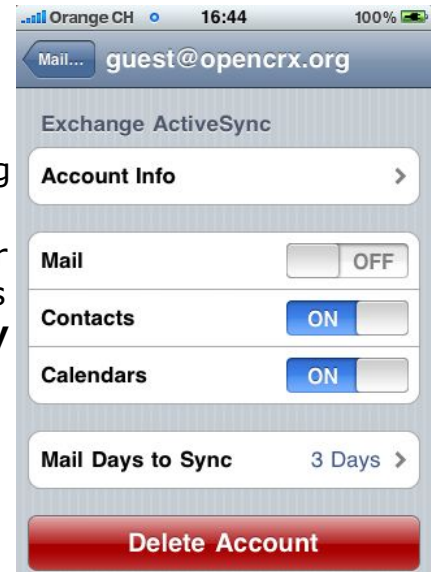 Orange CH 16:44 100%
Mail... guest@opencrx.org
Exchange ActiveSync
Account Info
Mail OFF
Contacts ON
Calendars ON
Mail Days to Sync 3 Days
Delete Account